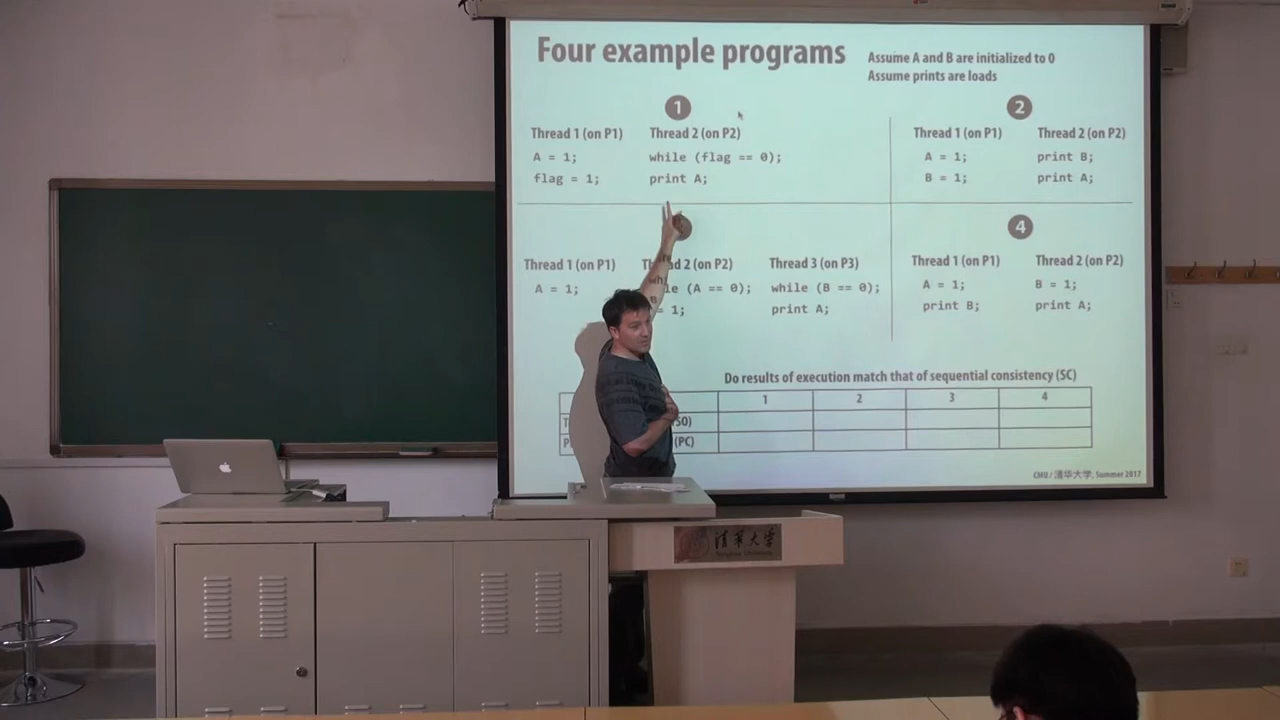 Four example programs
Assume A and B are initialized to 0
Assume prints are loads
1
Thread 1 (on P1)
A = 1;
flag = 1;
Thread 2 (on P2)
while (flag == 0);
print A;
2
Thread 1 (on P1)
A = 1;
B = 1;
Thread 2 (on P2)
print B;
print A;
Thread 1 (on P1)
A = 1;
2 (on P2)
(A == 0);
= 1;
Thread 3 (on P3)
while (B == 0);
print A;
4
Thread 1 (on P1)
A = 1;
print B;
Thread 2 (on P2)
B = 1;
print A;
Do results of execution match that of sequential consistency (SC)
1 2 3 4
(PC)
CMU / 清华大学, Summer 2017
清华大学
Tsinghua University